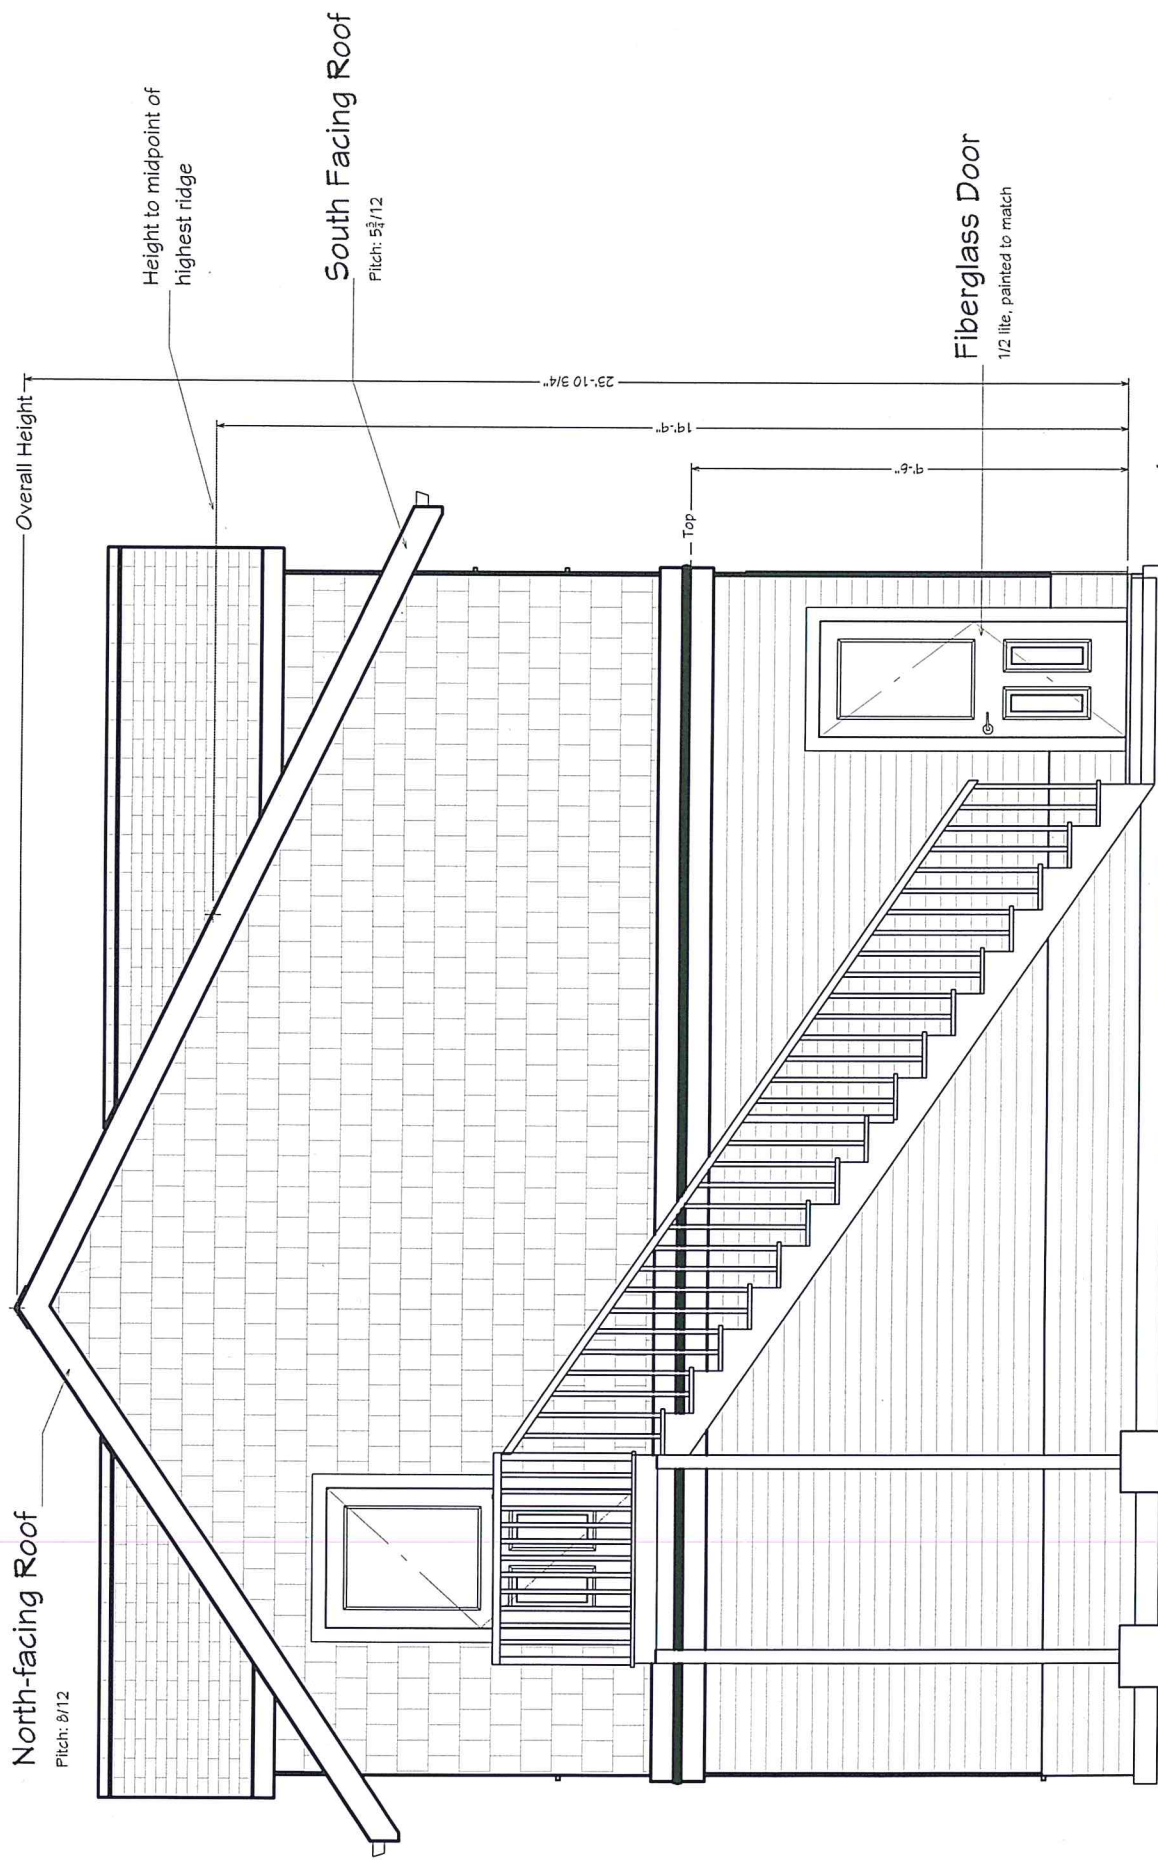 North-facing Roof
Pitch: 8/12
Overall Height
Height to midpoint of
highest ridge
South Facing Roof
Pitch: 5¾/12
23'-10 3/4"
19'-9"
9'-6"
Top
Fiberglass Door
1/2 lite, painted to match